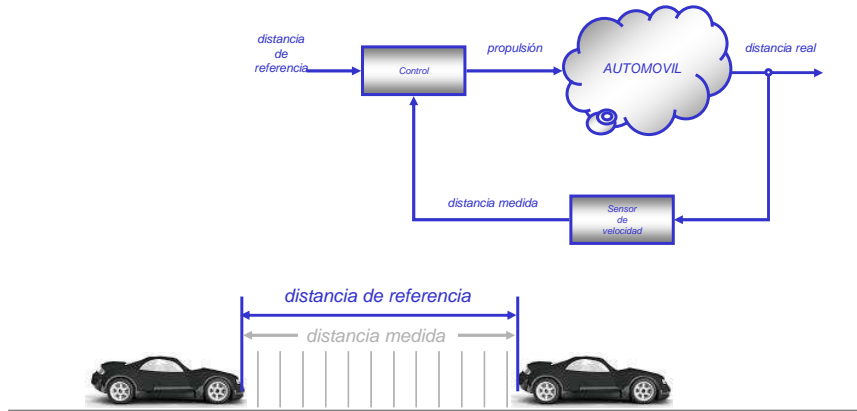 distancia
de
referencia
Control
propulsión
AUTOMOVIL
distancia real
distancia medida
Sensor
de
velocidad
distancia de referencia
distancia medida